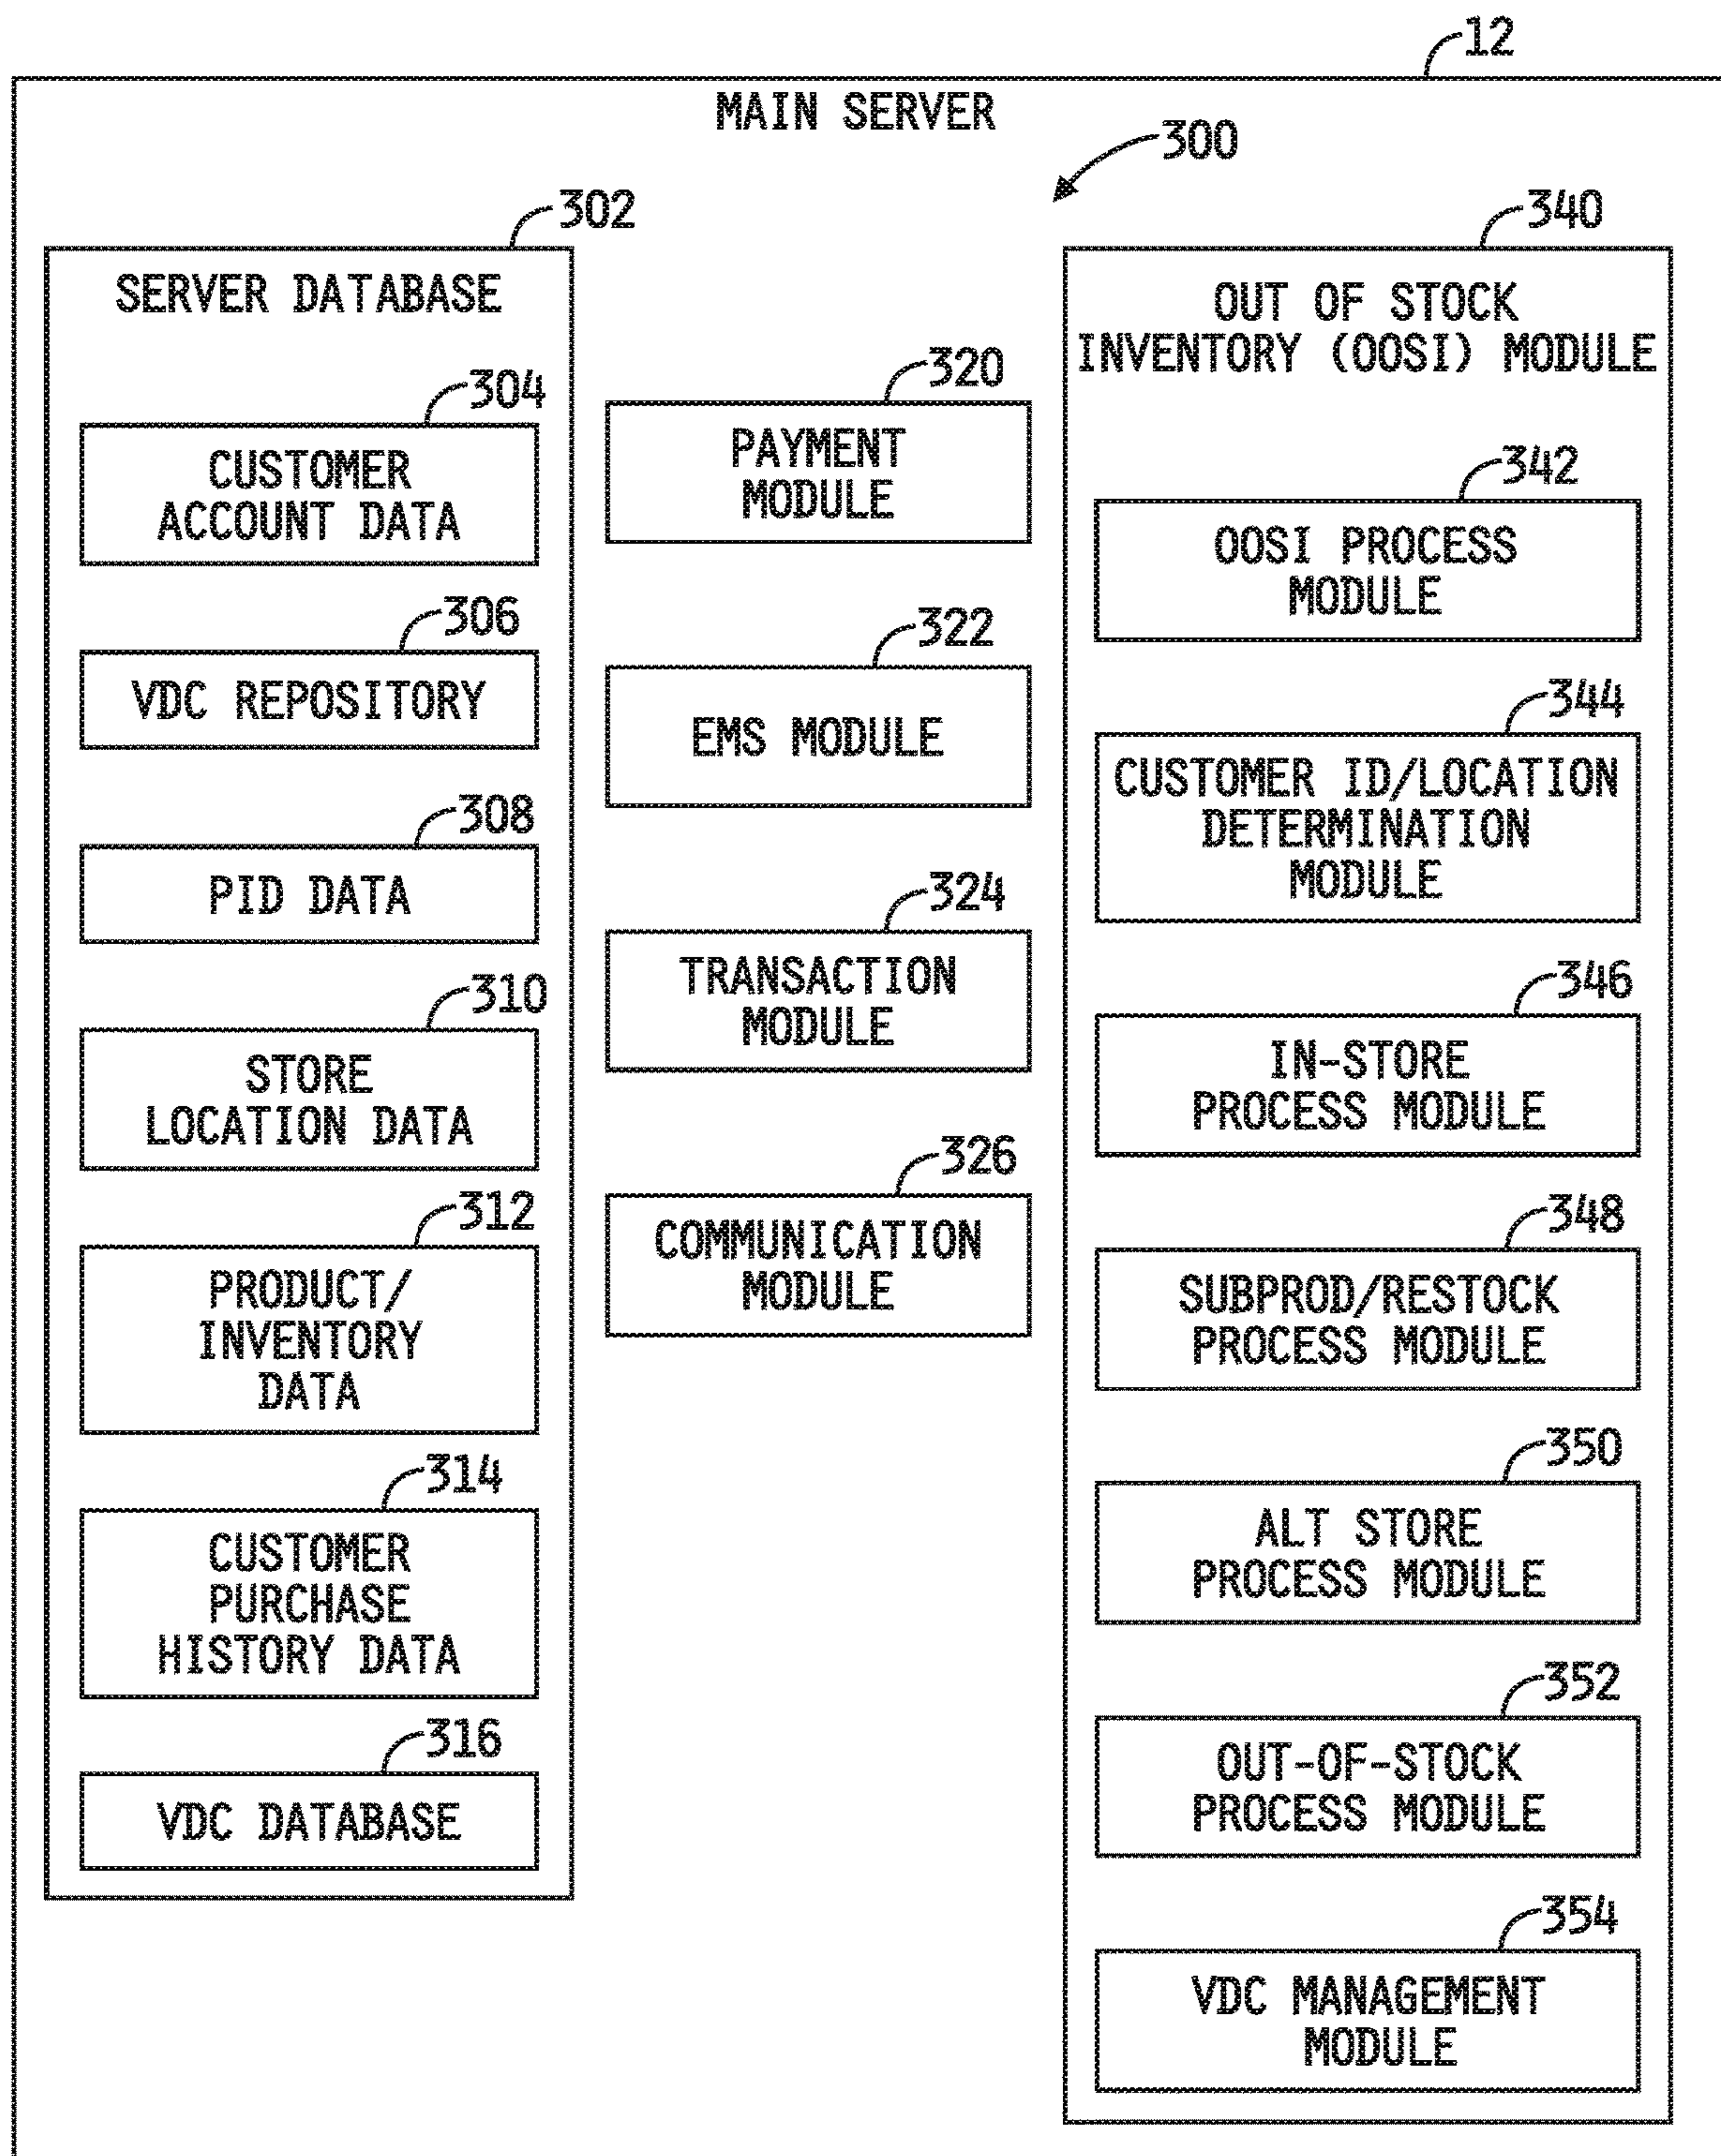 12
MAIN SERVER
300
302
SERVER DATABASE
304
CUSTOMER
ACCOUNT DATA
306
VDC REPOSITORY
308
PID DATA
310
STORE
LOCATION DATA
312
PRODUCT/
INVENTORY
DATA
314
CUSTOMER
PURCHASE
HISTORY DATA
316
VDC DATABASE
320
PAYMENT
MODULE
322
EMS MODULE
324
TRANSACTION
MODULE
326
COMMUNICATION
MODULE
340
OUT OF STOCK
INVENTORY (OOSI) MODULE
342
OOSI PROCESS
MODULE
344
CUSTOMER ID/LOCATION
DETERMINATION
MODULE
346
IN-STORE
PROCESS MODULE
348
SUBPROD/RESTOCK
PROCESS MODULE
350
ALT STORE
PROCESS MODULE
352
OUT-OF-STOCK
PROCESS MODULE
354
VDC MANAGEMENT
MODULE